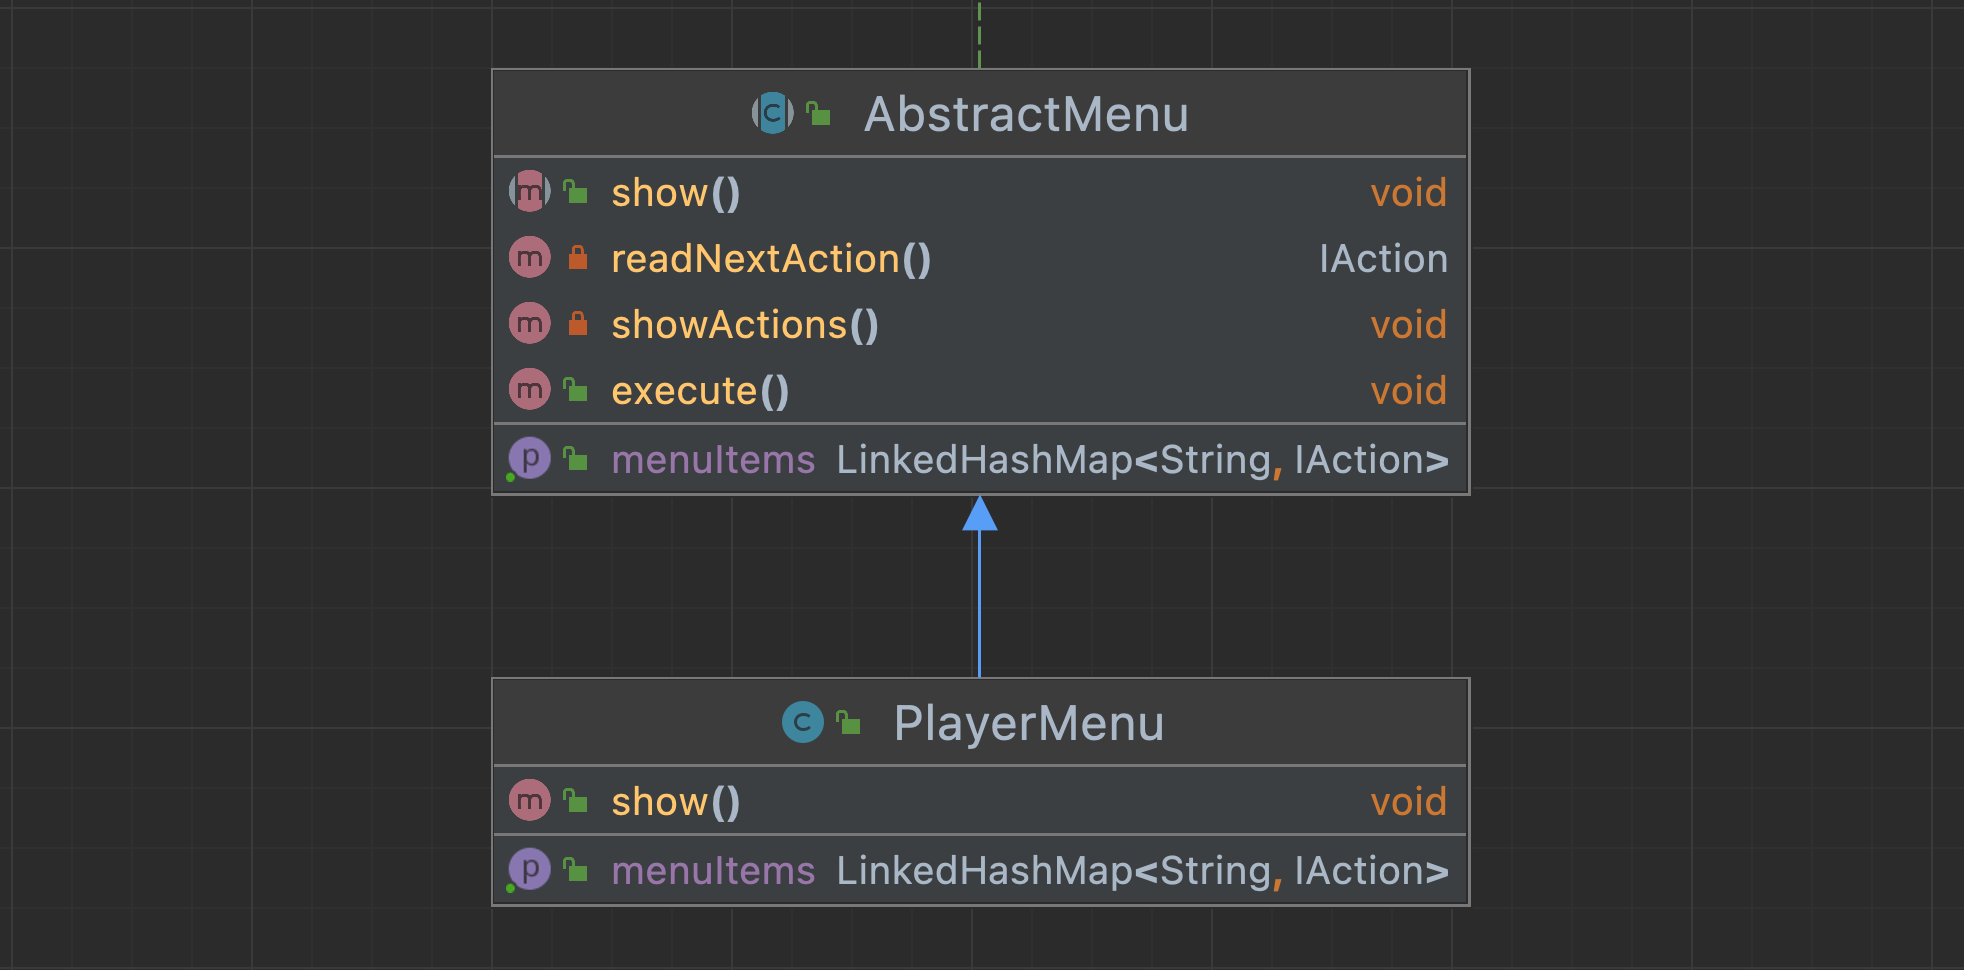 C AbstractMenu
m show() void
m readNextAction() IAction
m showActions() void
m execute() void
p menuItems LinkedHashMap<String, IAction>
C PlayerMenu
m show() void
p menuItems LinkedHashMap<String, IAction>